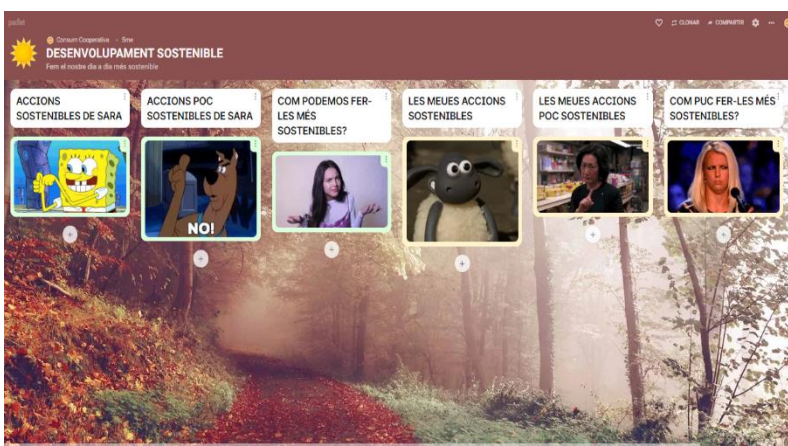 padlet
Consum Cooperativa • 5me
DESENVOLUPAMENT SOSTENIBLE
Fem el nostre dia a dia més sostenible
CLONAR
COMPARTIR
ACCIONS
SOSTENIBLES DE SARA
ACCIONS POC
SOSTENIBLES DE SARA
COM PODEMOS FER-
LES MÉS
SOSTENIBLES?
LES MEUES ACCIONS
SOSTENIBLES
LES MEUES ACCIONS
POC SOSTENIBLES
COM PUC FER-LES MÉS
SOSTENIBLES?
NO!